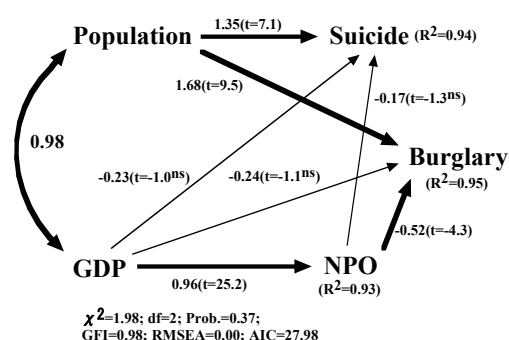 1.35(t=7.1)
Population
Suicide (R²=0.94)
1.68(t=9.5)
-0.17(t=-1.3ns)
0.98
Burglary
(R²=0.95)
-0.23(t=-1.0ns)
-0.24(t=-1.1ns)
-0.52(t=-4.3)
GDP
NPO
0.96(t=25.2)
(R²=0.93)
χ2=1.98; df=2; Prob.=0.37;
GFI=0.98; RMSEA=0.00; AIC=27.98